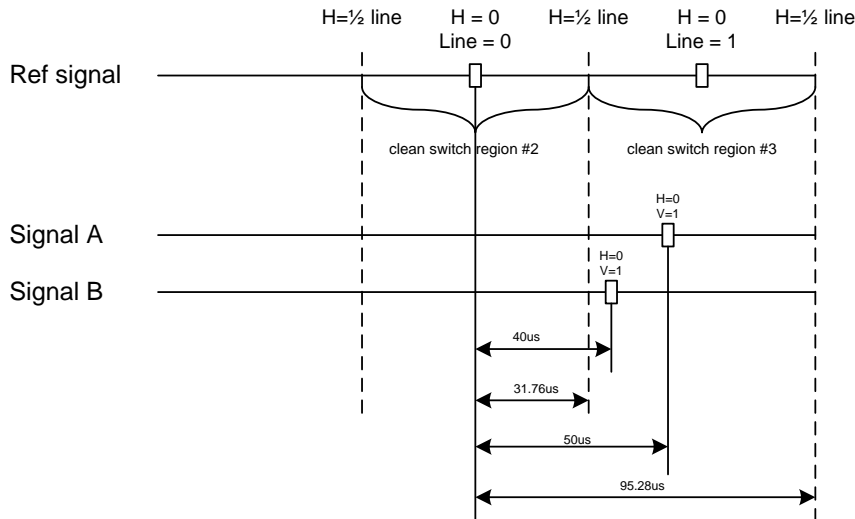 H=½ line
H = 0
Line = 0
H=½ line
H = 0
Line = 1
H=½ line
Ref signal
clean switch region #2
clean switch region #3
Signal A
H=0
V=1
Signal B
H=0
V=1
40us
31.76us
50us
95.28us